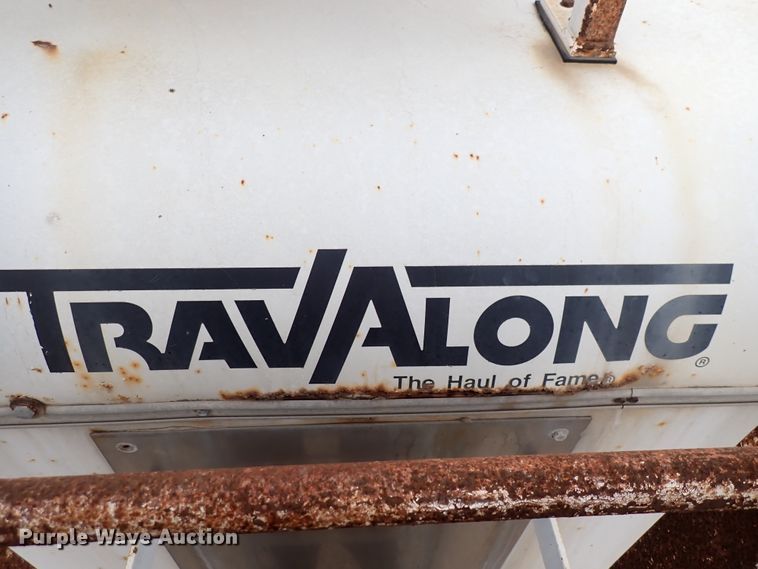 TRAVALONG®
The Haul of Fame®
Purple Wave Auction